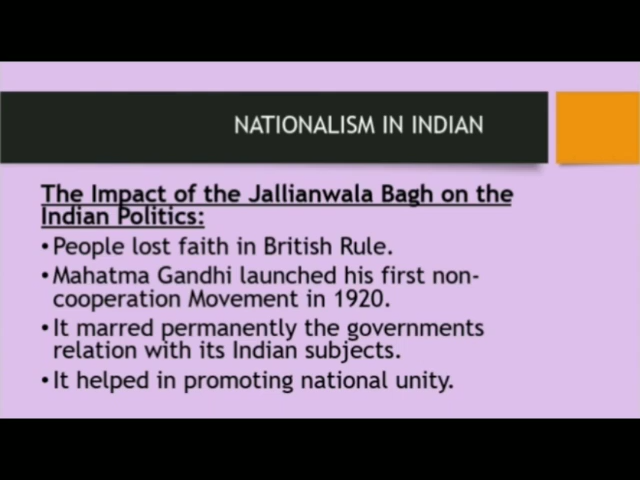 NATIONALISM IN INDIAN
The Impact of the Jallianwala Bagh on the
Indian Politics:
•People lost faith in British Rule.
•Mahatma Gandhi launched his first non-
cooperation Movement in 1920.
•It marred permanently the governments
relation with its Indian subjects.
•It helped in promoting national unity.